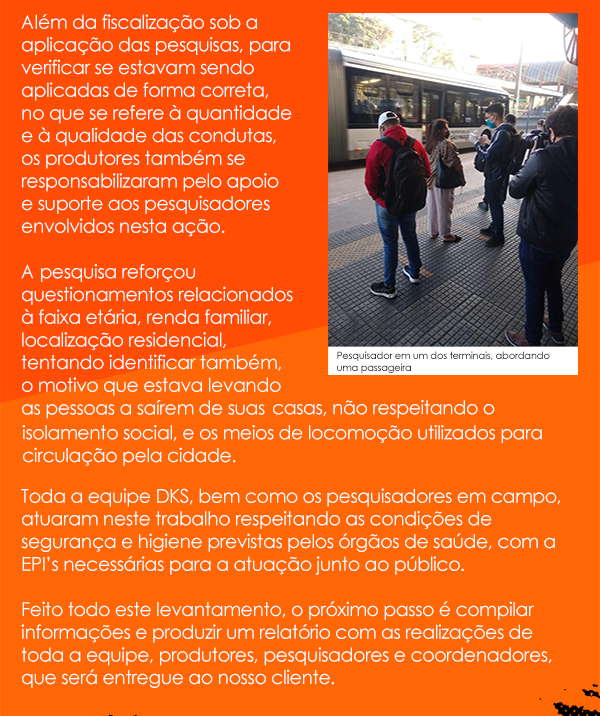 Além da fiscalização sob a
aplicação das pesquisas, para
verificar se estavam sendo
aplicadas de forma correta,
no que se refere à quantidade
e à qualidade das condutas,
os produtores também se
responsabilizaram pelo apoio
e suporte aos pesquisadores
envolvidos nesta ação.
Pesquisador em um dos terminais, abordando
uma passageira
A pesquisa reforçou
questionamentos relacionados
à faixa etária, renda familiar,
localização residencial,
tentando identificar também,
o motivo que estava levando
as pessoas a saírem de suas casas, não respeitando o
isolamento social, e os meios de locomoção utilizados para
circulação pela cidade.
Toda a equipe DKS, bem como os pesquisadores em campo,
atuaram neste trabalho respeitando as condições de
segurança e higiene previstas pelos órgãos de saúde, com a
EPI's necessárias para a atuação junto ao público.
Feito todo este levantamento, o próximo passo é compilar
informações e produzir um relatório com as realizações de
toda a equipe, produtores, pesquisadores e coordenadores,
que será entregue ao nosso cliente.